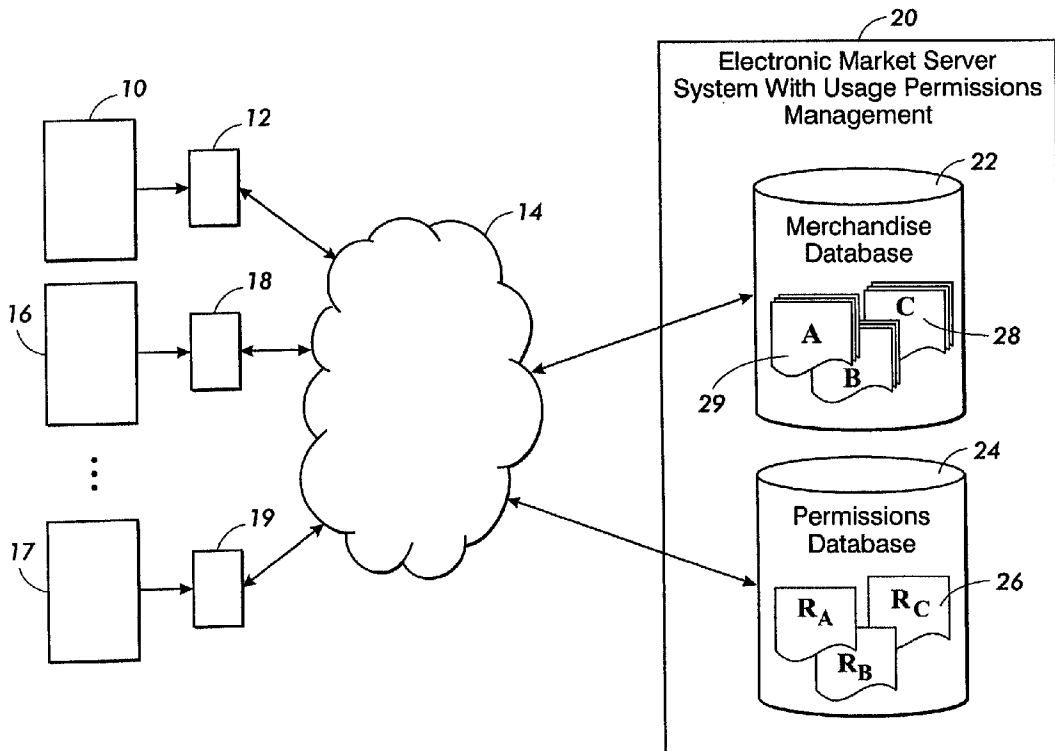 20
Electronic Market Server
System With Usage Permissions
Management
10
12
14
22
Merchandise
Database
16
18
A
B
C
28
29
24
Permissions
Database
17
19
R_A
R_B
R_C
26